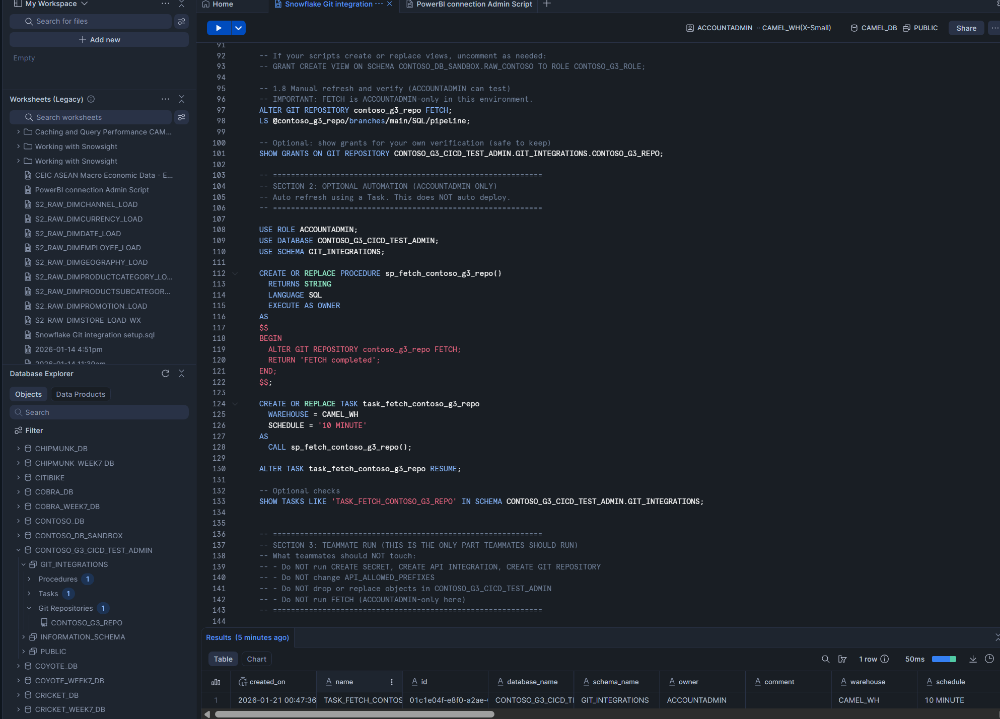 My Workspace
Search for files
Add new
Empty
Worksheets (Legacy)
Search worksheets
Caching and Query Performance CAM...
Working with Snowsight
Working with Snowsight
CEIC ASEAN Macro Economic Data - E...
PowerBI connection Admin Script
S2_RAW_DIMCHANNEL_LOAD
S2_RAW_DIMCURRENCY_LOAD
S2_RAW_DIMDATE_LOAD
S2_RAW_DIMEMPLOYEE_LOAD
S2_RAW_DIMGEOGRAPHY_LOAD
S2_RAW_DIMPRODUCTCATEGORY_LO...
S2_RAW_DIMPRODUCTSUBCATEGOR...
S2_RAW_DIMPROMOTION_LOAD
S2_RAW_DIMSTORE_LOAD_WX
Snowflake Git integration setup.sql
2026-01-14 4:51pm
2026-01-14 11:30am
Database Explorer
Objects Data Products
Search
Filter
CHIPMUNK_DB
CHIPMUNK_WEEK7_DB
CITIBIKE
COBRA_DB
COBRA_WEEK7_DB
CONTOSO_DB
CONTOSO_DB_SANDBOX
CONTOSO_G3_CICD_TEST_ADMIN
GIT_INTEGRATIONS
Procedures 1
Tasks 1
Git Repositories 1
CONTOSO_G3_REPO
INFORMATION_SCHEMA
PUBLIC
COYOTE_DB
COYOTE_WEEK7_DB
CRICKET_DB
CRICKET_WEEK7_DB
Home Snowflake Git integration ··· PowerBI connection Admin Script
ACCOUNTADMIN CAMEL_WH(X-Small) CAMEL_DB PUBLIC Share
91
92 -- If your scripts create or replace views, uncomment as needed:
93 -- GRANT CREATE VIEW ON SCHEMA CONTOSO_DB_SANDBOX.RAW_CONTOSO TO ROLE CONTOSO_G3_ROLE;
94
95 -- 1.8 Manual refresh and verify (ACCOUNTADMIN can test)
96 -- IMPORTANT: FETCH is ACCOUNTADMIN-only in this environment.
97 ALTER GIT REPOSITORY contoso_g3_repo FETCH;
98 LS @contoso_g3_repo/branches/main/SQL/pipeline;
99
100 -- Optional: show grants for your own verification (safe to keep)
101 SHOW GRANTS ON GIT REPOSITORY CONTOSO_G3_CICD_TEST_ADMIN.GIT_INTEGRATIONS.CONTOSO_G3_REPO;
102
103 -- ============================================================
104 -- SECTION 2: OPTIONAL AUTOMATION (ACCOUNTADMIN ONLY)
105 -- Auto refresh using a Task. This does NOT auto deploy.
106 -- ============================================================
107
108 USE ROLE ACCOUNTADMIN;
109 USE DATABASE CONTOSO_G3_CICD_TEST_ADMIN;
110 USE SCHEMA GIT_INTEGRATIONS;
111
112 CREATE OR REPLACE PROCEDURE sp_fetch_contoso_g3_repo()
113 RETURNS STRING
114 LANGUAGE SQL
115 EXECUTE AS OWNER
116 AS
117 $$
118 BEGIN
119 ALTER GIT REPOSITORY contoso_g3_repo FETCH;
120 RETURN 'FETCH completed';
121 END;
122 $$;
123
124 CREATE OR REPLACE TASK task_fetch_contoso_g3_repo
125 WAREHOUSE = CAMEL_WH
126 SCHEDULE = '10 MINUTE'
127 AS
128 CALL sp_fetch_contoso_g3_repo();
129
130 ALTER TASK task_fetch_contoso_g3_repo RESUME;
131
132 -- Optional checks
133 SHOW TASKS LIKE 'TASK_FETCH_CONTOSO_G3_REPO' IN SCHEMA CONTOSO_G3_CICD_TEST_ADMIN.GIT_INTEGRATIONS;
134
135
136 -- ============================================================
137 -- SECTION 3: TEAMMATE RUN (THIS IS THE ONLY PART TEAMMATES SHOULD RUN)
138 -- What teammates should NOT touch:
139 -- - Do NOT run CREATE SECRET, CREATE API INTEGRATION, CREATE GIT REPOSITORY
140 -- - Do NOT change API_ALLOWED_PREFIXES
141 -- - Do NOT drop or replace objects in CONTOSO_G3_CICD_TEST_ADMIN
142 -- - Do NOT run FETCH (ACCOUNTADMIN-only here)
143 -- ============================================================
144
Results (5 minutes ago)
Table Chart 1 row 50ms
created_on name id database_name schema_name owner comment warehouse schedule
1 2026-01-21 00:47:36 TASK_FETCH_CONTOS 01c1e04f-e8f0-a2ae- CONTOSO_G3_CICD_T GIT_INTEGRATIONS ACCOUNTADMIN CAMEL_WH 10 MINUTE